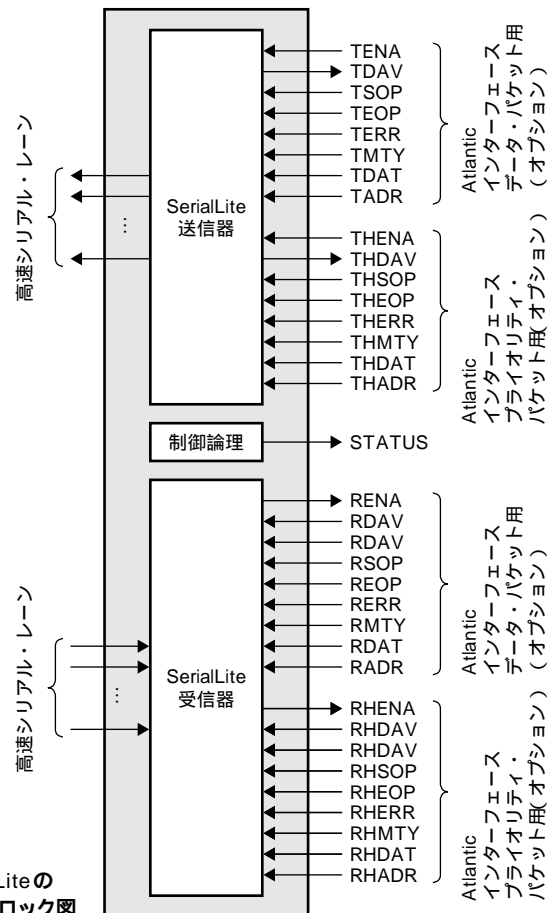 高速シリアル・レーン
…
SerialLite
送信器
TENA
TDAV
TSOP
TEOP
TERR
TMTY
TDAT
TADR
Atlantic
インターフェース
データ・パケット用
（オプション）
THENA
THDAV
THSOP
THEOP
THERR
THMTY
THDAT
THADR
Atlantic
インターフェース
プライオリティ・
パケット用（オプション）
制御論理
STATUS
高速シリアル・レーン
…
SerialLite
受信器
RENA
RDAV
RDAV
RSOP
REOP
RERR
RMTY
RDAT
RADR
Atlantic
インターフェース
データ・パケット用
（オプション）
RHENA
RHDAV
RHDAV
RHSOP
RHEOP
RHERR
RHMTY
RHDAT
RHADR
Atlantic
インターフェース
プライオリティ・
パケット用（オプション）
Liteの
ロック図